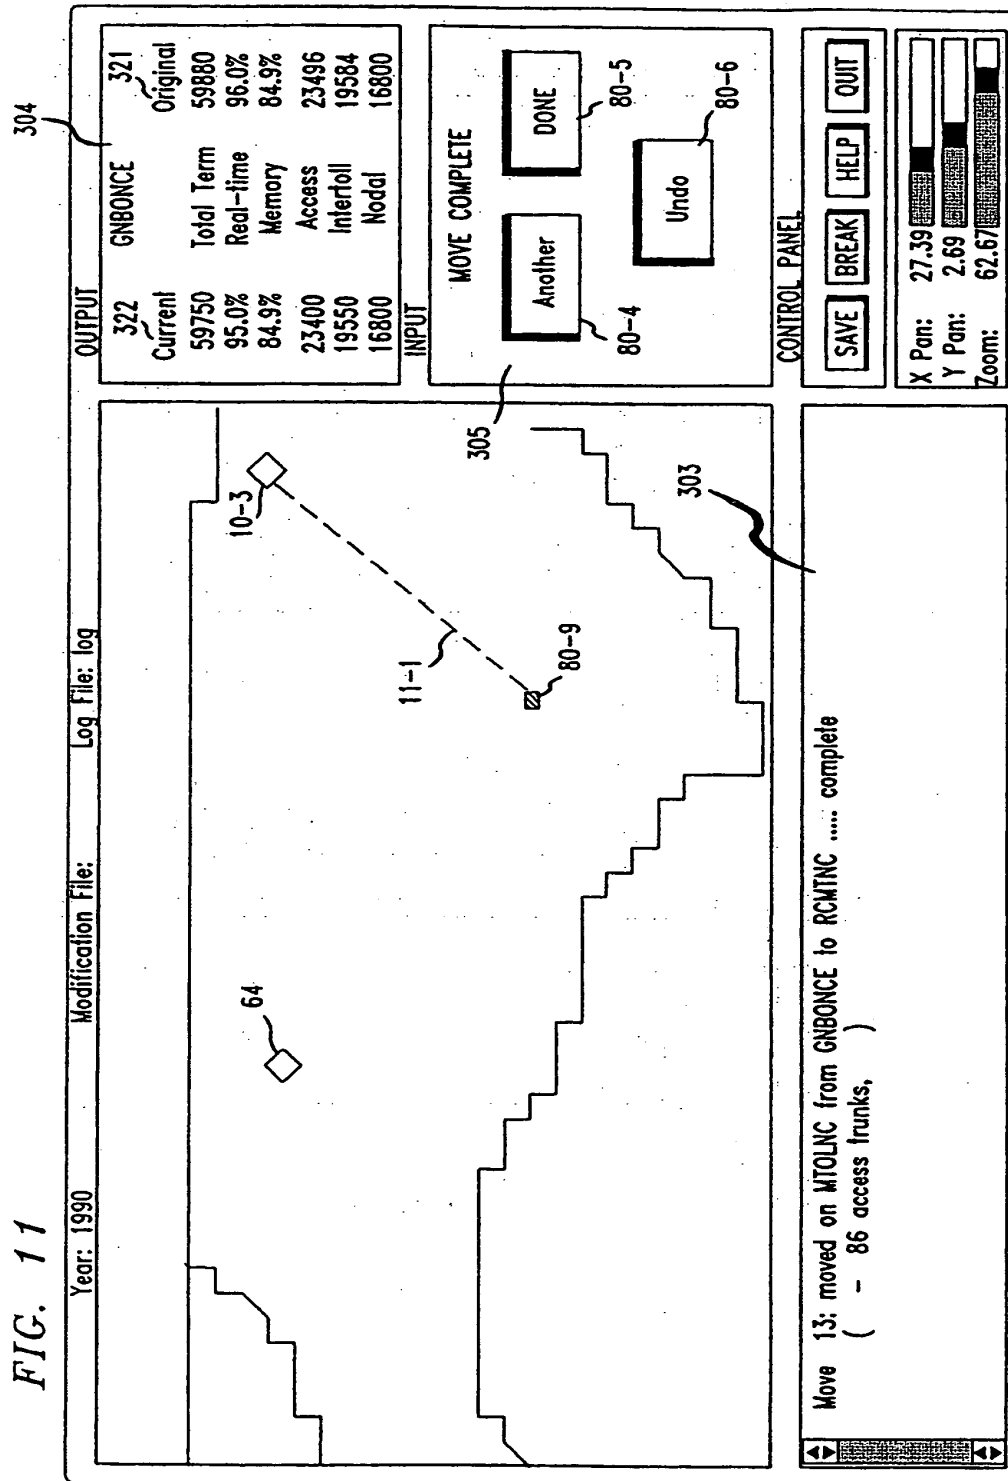 FIG. 11
Year: 1990 Modification File: Log File: log
64
10-3
11-1
80-9
OUTPUT
304
322 GNBONCE 321
Current Original
59750 Total Term 59880
95.0% Real-time 96.0%
84.9% Memory 84.9%
23400 Access 23496
19550 Intertoll 19584
16800 Nodal 16800
INPUT
305
MOVE COMPLETE
Another DONE
80-4 80-5
Undo
80-6
CONTROL PANEL
SAVE BREAK HELP QUIT
X Pan: 27.39
Y Pan: 2.69
Zoom: 62.67
303
Move 13: moved on MTOLNC from GNBONCE to RCMTNC ..... complete
( - 86 access trunks, )